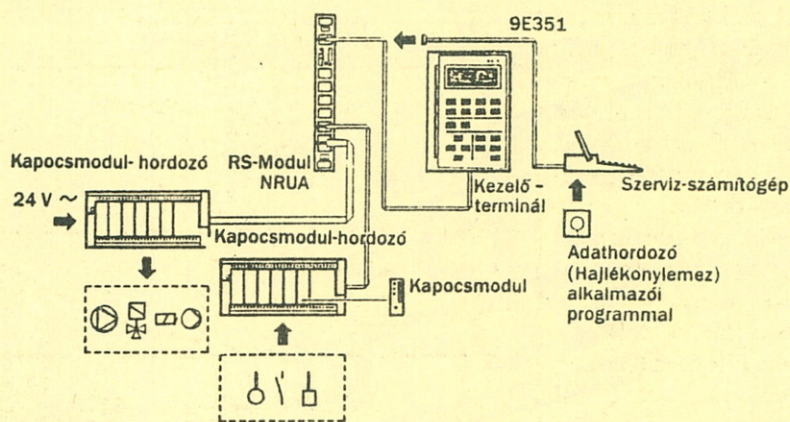 9E351
Kapocsmodul- hordozó
RS-Modul
NRUA
Kezelő -
terminál
Szerviz-számítógép
24 V ~
Kapocsmodul-hordozó
Kapocsmodul
Adathordozó
(Hajlékonylemez)
alkalmazói
programmal